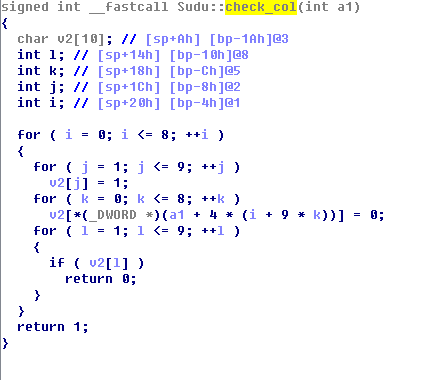 signed int __fastcall Sudu::check_col(int a1)
{
  char v2[10]; // [sp+Ah] [bp-1Ah]@3
  int l; // [sp+14h] [bp-10h]@8
  int k; // [sp+18h] [bp-Ch]@5
  int j; // [sp+1Ch] [bp-8h]@2
  int i; // [sp+20h] [bp-4h]@1

  for ( i = 0; i <= 8; ++i )
  {
    for ( j = 1; j <= 9; ++j )
      v2[j] = 1;
    for ( k = 0; k <= 8; ++k )
      v2[*(_DWORD *)(a1 + 4 * (i + 9 * k))] = 0;
    for ( l = 1; l <= 9; ++l )
    {
      if ( v2[l] )
        return 0;
    }
  }
  return 1;
}